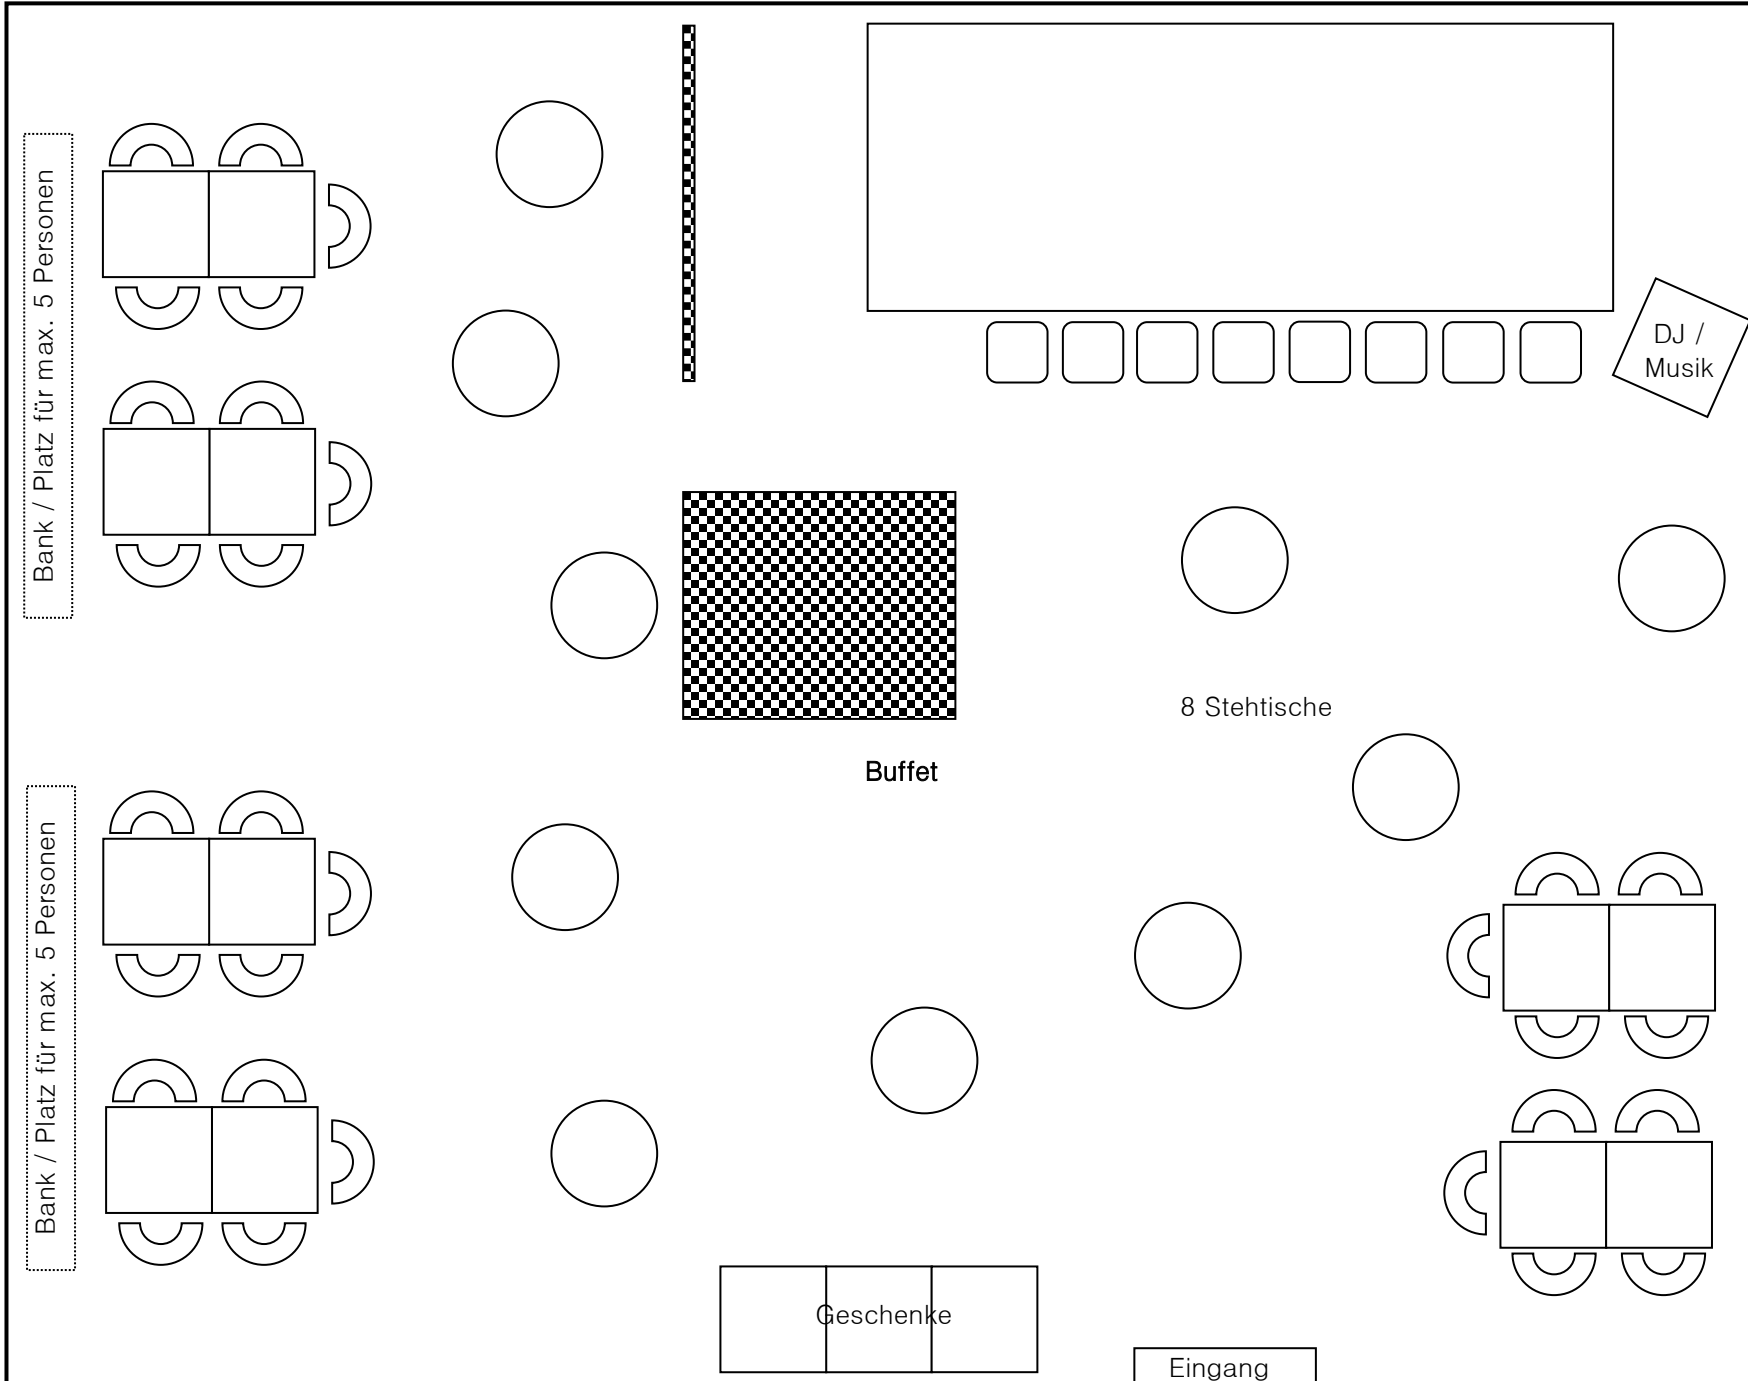 Bank / Platz für max. 5 Personen
DJ /
Musik
8 Stehtische
Buffet
Bank / Platz für max. 5 Personen
Geschenke
Eingang